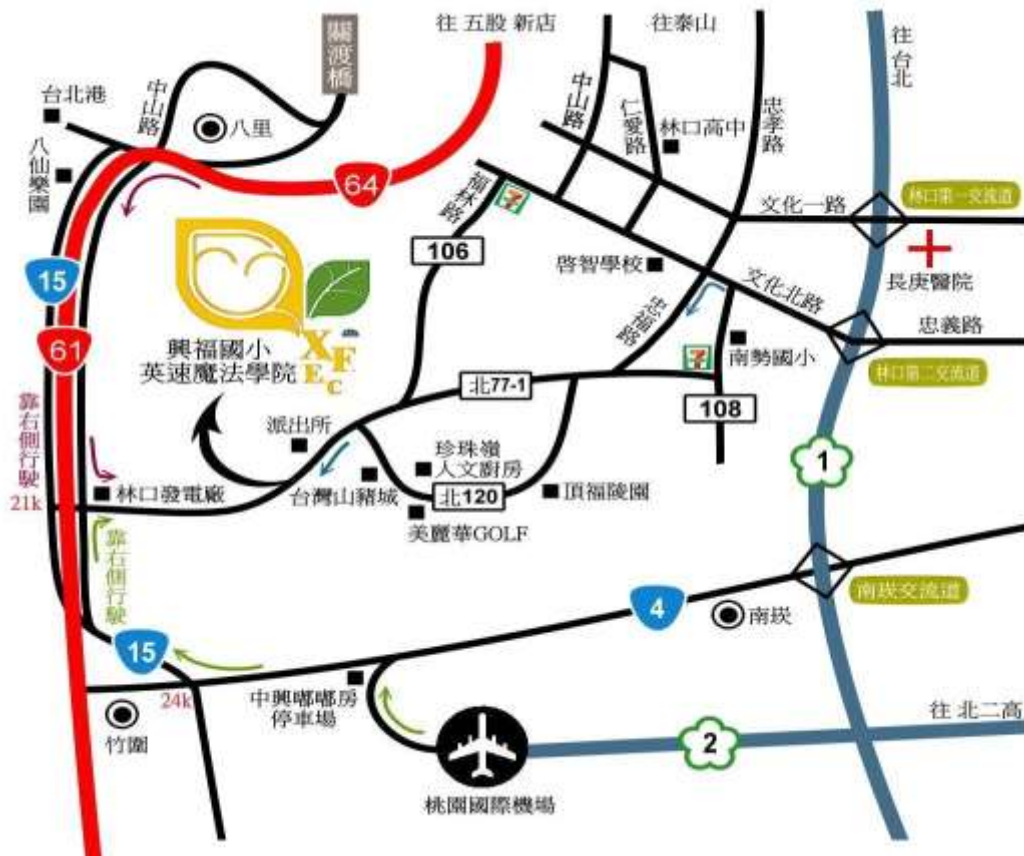 往 五股 新店
往泰山
往台北
關渡橋
台北港
中山路
八里
八仙樂園
64
中山路
仁愛路
林口高中
忠孝路
福林路
7
文化一路
林口第一交流道
長庚醫院
106
15
61
啓智學校
文化北路
忠義路
忠福路
南勢國小
林口第二交流道
7
興福國小
英速魔法學院
XF
Ec
北77-1
108
靠右側行駛
派出所
珍珠嶺
人文廚房
台灣山豬城
北120
頂福陵園
美麗華GOLF
1
21k
林口發電廠
靠右側行駛
4
南崁
南崁交流道
15
24k
中興嘟嘟房
停車場
竹圍
2
往 北二高
桃園國際機場